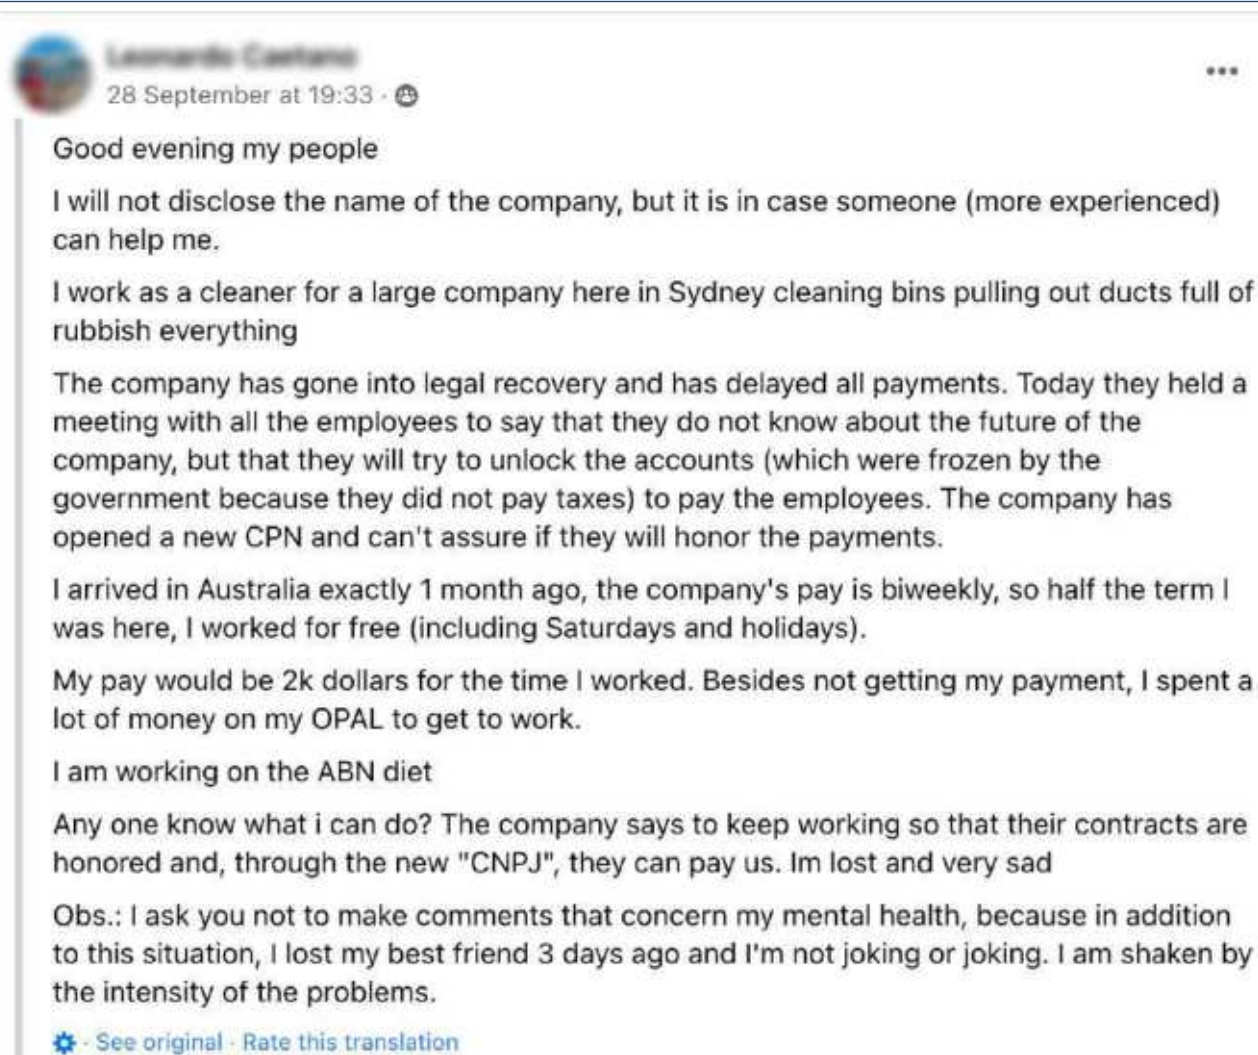 28 September at 19:33 ·
Good evening my people
I will not disclose the name of the company, but it is in case someone (more experienced)
can help me.
I work as a cleaner for a large company here in Sydney cleaning bins pulling out ducts full of
rubbish everything
The company has gone into legal recovery and has delayed all payments. Today they held a
meeting with all the employees to say that they do not know about the future of the
company, but that they will try to unlock the accounts (which were frozen by the
government because they did not pay taxes) to pay the employees. The company has
opened a new CPN and can't assure if they will honor the payments.
I arrived in Australia exactly 1 month ago, the company's pay is biweekly, so half the term I
was here, I worked for free (including Saturdays and holidays).
My pay would be 2k dollars for the time I worked. Besides not getting my payment, I spent a
lot of money on my OPAL to get to work.
I am working on the ABN diet
Any one know what i can do? The company says to keep working so that their contracts are
honored and, through the new "CNPJ", they can pay us. Im lost and very sad
Obs.: I ask you not to make comments that concern my mental health, because in addition
to this situation, I lost my best friend 3 days ago and I'm not joking or joking. I am shaken by
the intensity of the problems.
· See original · Rate this translation